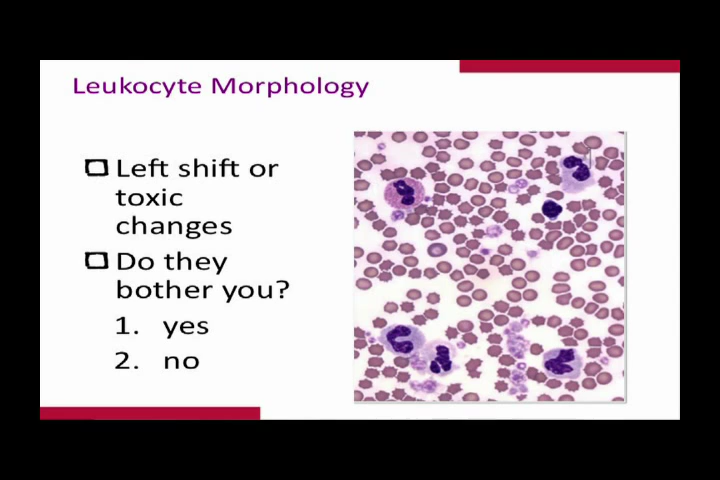 Leukocyte Morphology
Left shift or
toxic
changes
Do they
bother you?
1. yes
2. no